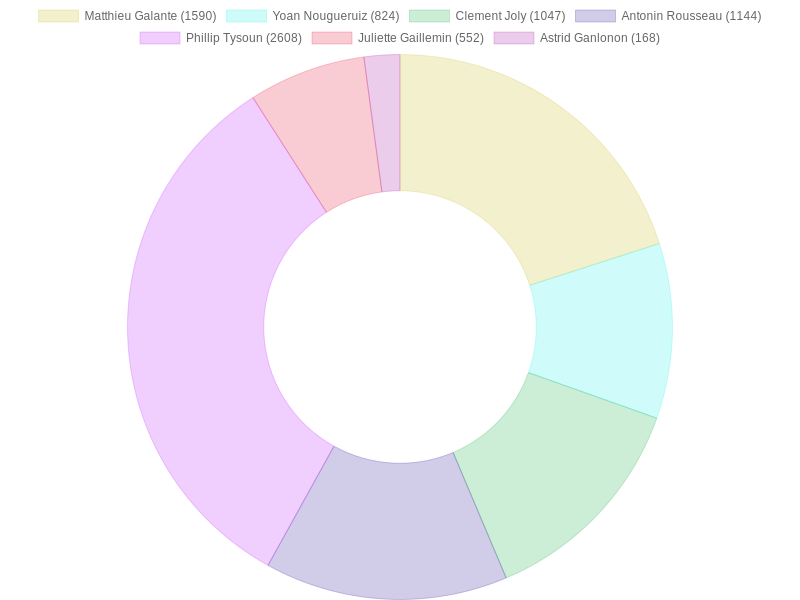 Matthieu Galante (1590) Yoan Nougueruiz (824) Clement Joly (1047) Antonin Rousseau (1144)
Phillip Tysoun (2608) Juliette Gaillemin (552) Astrid Ganlonon (168)